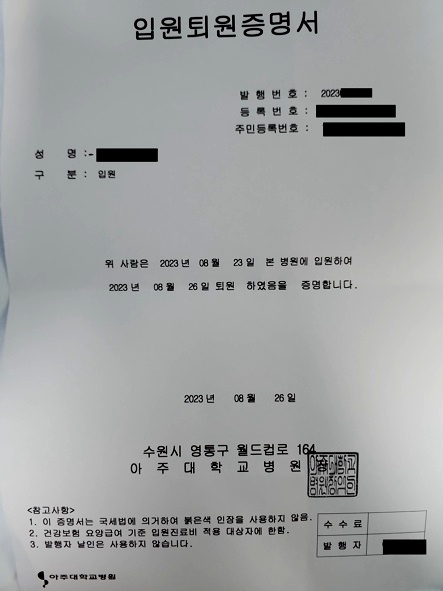 입원퇴원증명서
발 행 번 호 : 2023
등 록 번 호 :
주민등록번호 :
성 명 :
구 분 : 입원
위 사람은 2023 년 08 월 23 일 본 병원에 입원하여
2023 년 08 월 26 일 퇴원 하였음을 증명합니다.
2023 년 08 월 26 일
수원시 영통구 월드컵로 164
아 주 대 학 교 병 원
<참고사항>
1. 이 증명서는 국세법에 의거하여 붉은색 인장을 사용하지 않음.
2. 건강보험 요양급여 기준 입원진료비 적용 대상자에 한함.
3. 발행자 날인은 사용하지 않습니다.
수 수 료
발 행 자
아주대학교병원